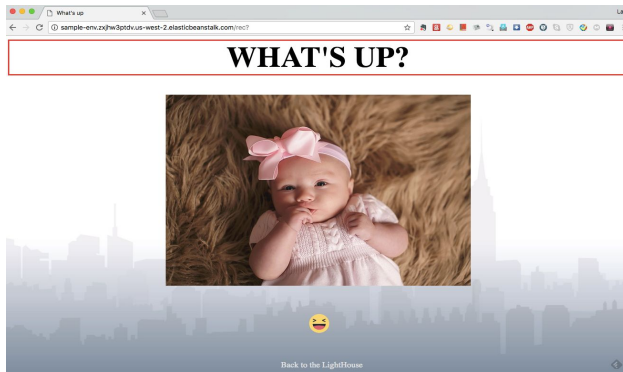 What's up
sample-env.zxjhw3ptdv.us-west-2.elasticbeanstalk.com/rec?
WHAT'S UP?
Back to the LightHouse